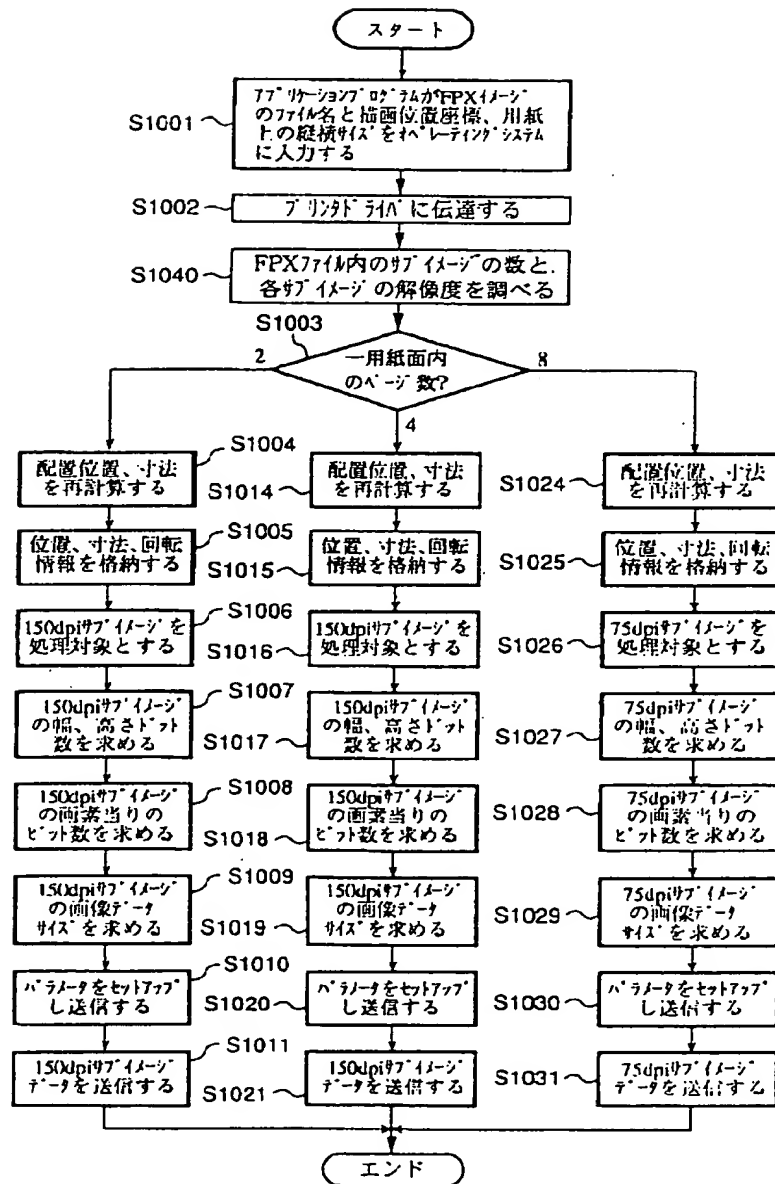 スタート
S1001
アプリケーションプログラムがFPXイメージ
のファイル名と描画位置座標、用紙
上の縦横サイズをオペレーティングシステム
に入力する
S1002
プリンタドライバに伝達する
S1040
FPXファイル内のサブイメージの数と、
各サブイメージの解像度を調べる
S1003
一用紙面内
のページ数?
2
4
8
S1004
配置位置、寸法
を再計算する
S1005
位置、寸法、回転
情報を格納する
S1006
150dpiサブイメージを
処理対象とする
S1007
150dpiサブイメージ
の幅、高さドット
数を求める
S1008
150dpiサブイメージ
の画素当りの
ビット数を求める
S1009
150dpiサブイメージ
の画像データ
サイズを求める
S1010
パラメータをセットアップ
し送信する
S1011
150dpiサブイメージ
データを送信する
S1014
配置位置、寸法
を再計算する
S1015
位置、寸法、回転
情報を格納する
S1016
150dpiサブイメージを
処理対象とする
S1017
150dpiサブイメージ
の幅、高さドット
数を求める
S1018
150dpiサブイメージ
の画素当りの
ビット数を求める
S1019
150dpiサブイメージ
の画像データ
サイズを求める
S1020
パラメータをセットアップ
し送信する
S1021
150dpiサブイメージ
データを送信する
S1024
配置位置、寸法
を再計算する
S1025
位置、寸法、回転
情報を格納する
S1026
75dpiサブイメージを
処理対象とする
S1027
75dpiサブイメージ
の幅、高さドット
数を求める
S1028
75dpiサブイメージ
の画素当りの
ビット数を求める
S1029
75dpiサブイメージ
の画像データ
サイズを求める
S1030
パラメータをセットアップ
し送信する
S1031
75dpiサブイメージ
データを送信する
エンド